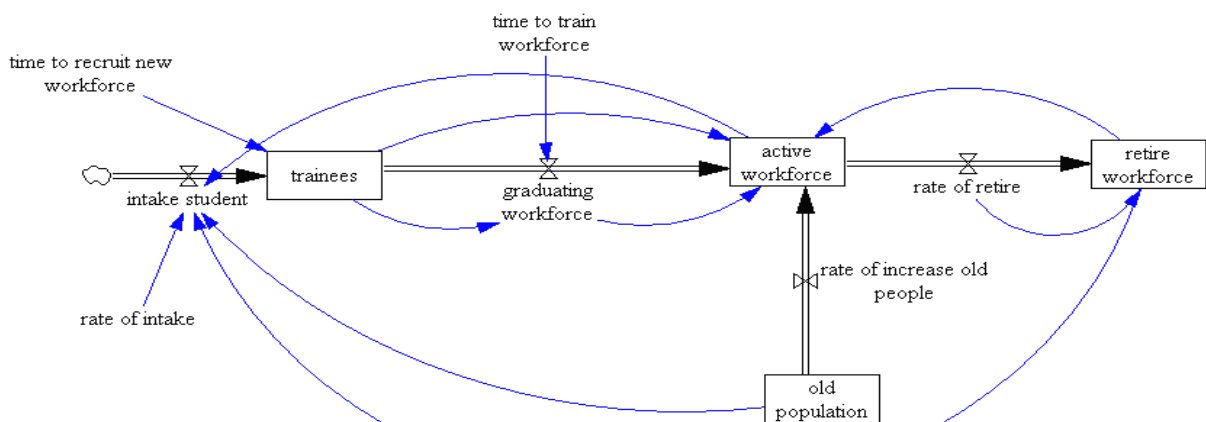 time to train
workforce
time to recruit new
workforce
trainees
active
workforce
retire
workforce
intake student
graduating
workforce
rate of retire
rate of increase old
people
rate of intake
old
population